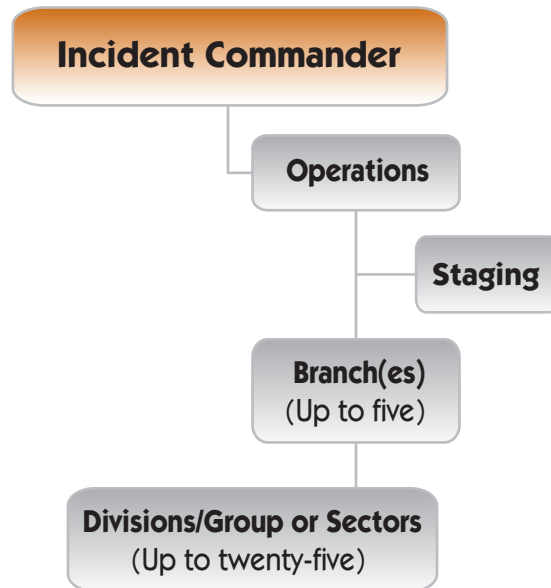 Incident Commander
Operations
Staging
Branch(es)
(Up to five)
Divisions/Group or Sectors
(Up to twenty-five)